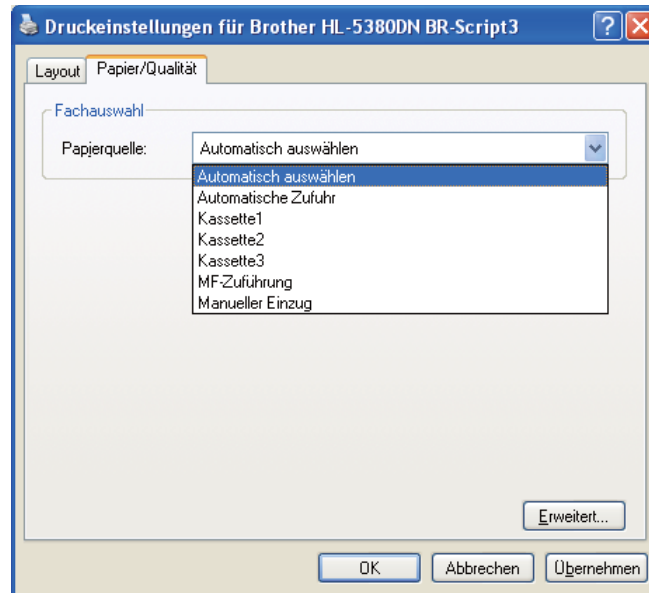 Druckeinstellungen für Brother HL-5380DN BR-Script3
Layout Papier/Qualität
Fachauswahl
Papierquelle: Automatisch auswählen
Automatisch auswählen
Automatische Zufuhr
Kassette1
Kassette2
Kassette3
MF-Zuführung
Manueller Einzug
Erweitert...
OK Abbrechen Übernehmen